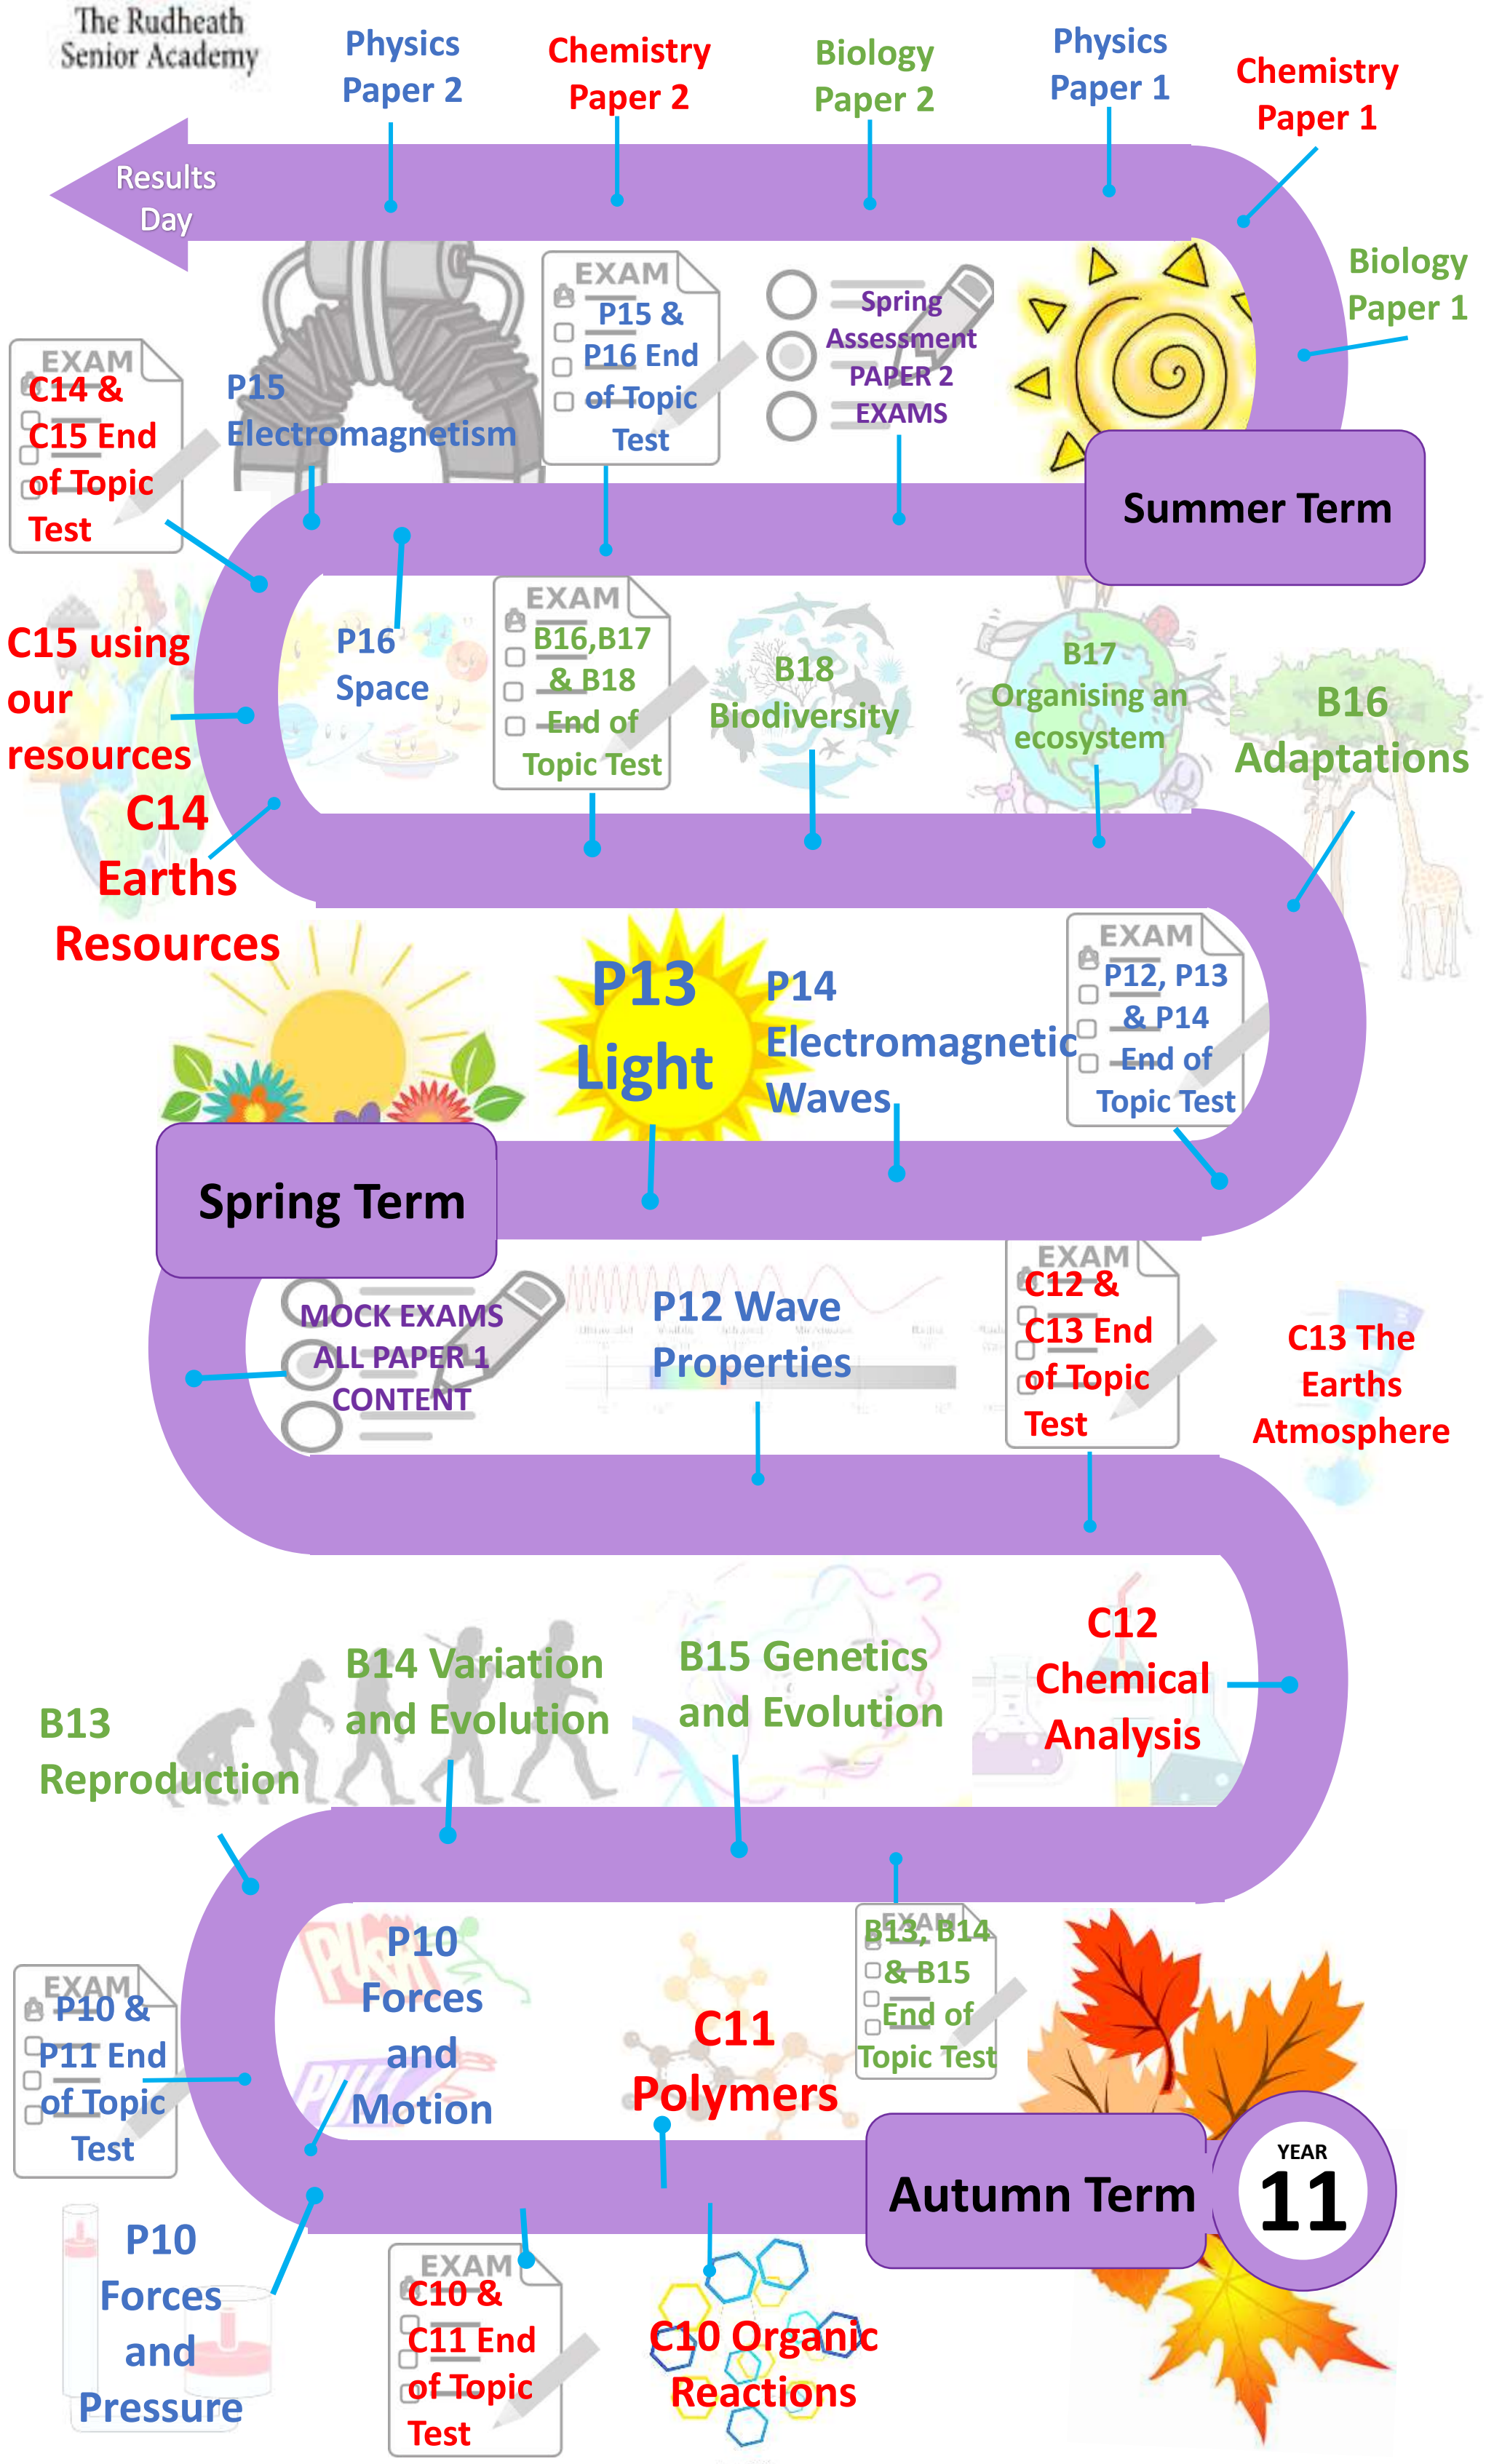 The Rudheath
Senior Academy
Physics
Paper 2
Chemistry
Paper 2
Biology
Paper 2
Physics
Paper 1
Chemistry
Paper 1
Results
Day
Biology
Paper 1
EXAM
C14 &
C15 End
of Topic
Test
P15
Electromagnetism
EXAM
P15 &
P16 End
of Topic
Test
Spring
Assessment
PAPER 2
EXAMS
Summer Term
C15 using
our
resources
P16
Space
EXAM
B16,B17
& B18
End of
Topic Test
B18
Biodiversity
B17
Organising an
ecosystem
B16
Adaptations
C14
Earths
Resources
P13
Light
P14
Electromagnetic
Waves
EXAM
P12, P13
& P14
End of
Topic Test
Spring Term
MOCK EXAMS
ALL PAPER 1
CONTENT
P12 Wave
Properties
EXAM
C12 &
C13 End
of Topic
Test
C13 The
Earths
Atmosphere
B13
Reproduction
B14 Variation
and Evolution
B15 Genetics
and Evolution
C12
Chemical
Analysis
EXAM
P10 &
P11 End
of Topic
Test
PUSH
P10
Forces
and
Motion
C11
Polymers
EXAM
B13, B14
& B15
End of
Topic Test
Autumn Term
YEAR
11
P10
Forces
and
Pressure
EXAM
C10 &
C11 End
of Topic
Test
C10 Organic
Reactions